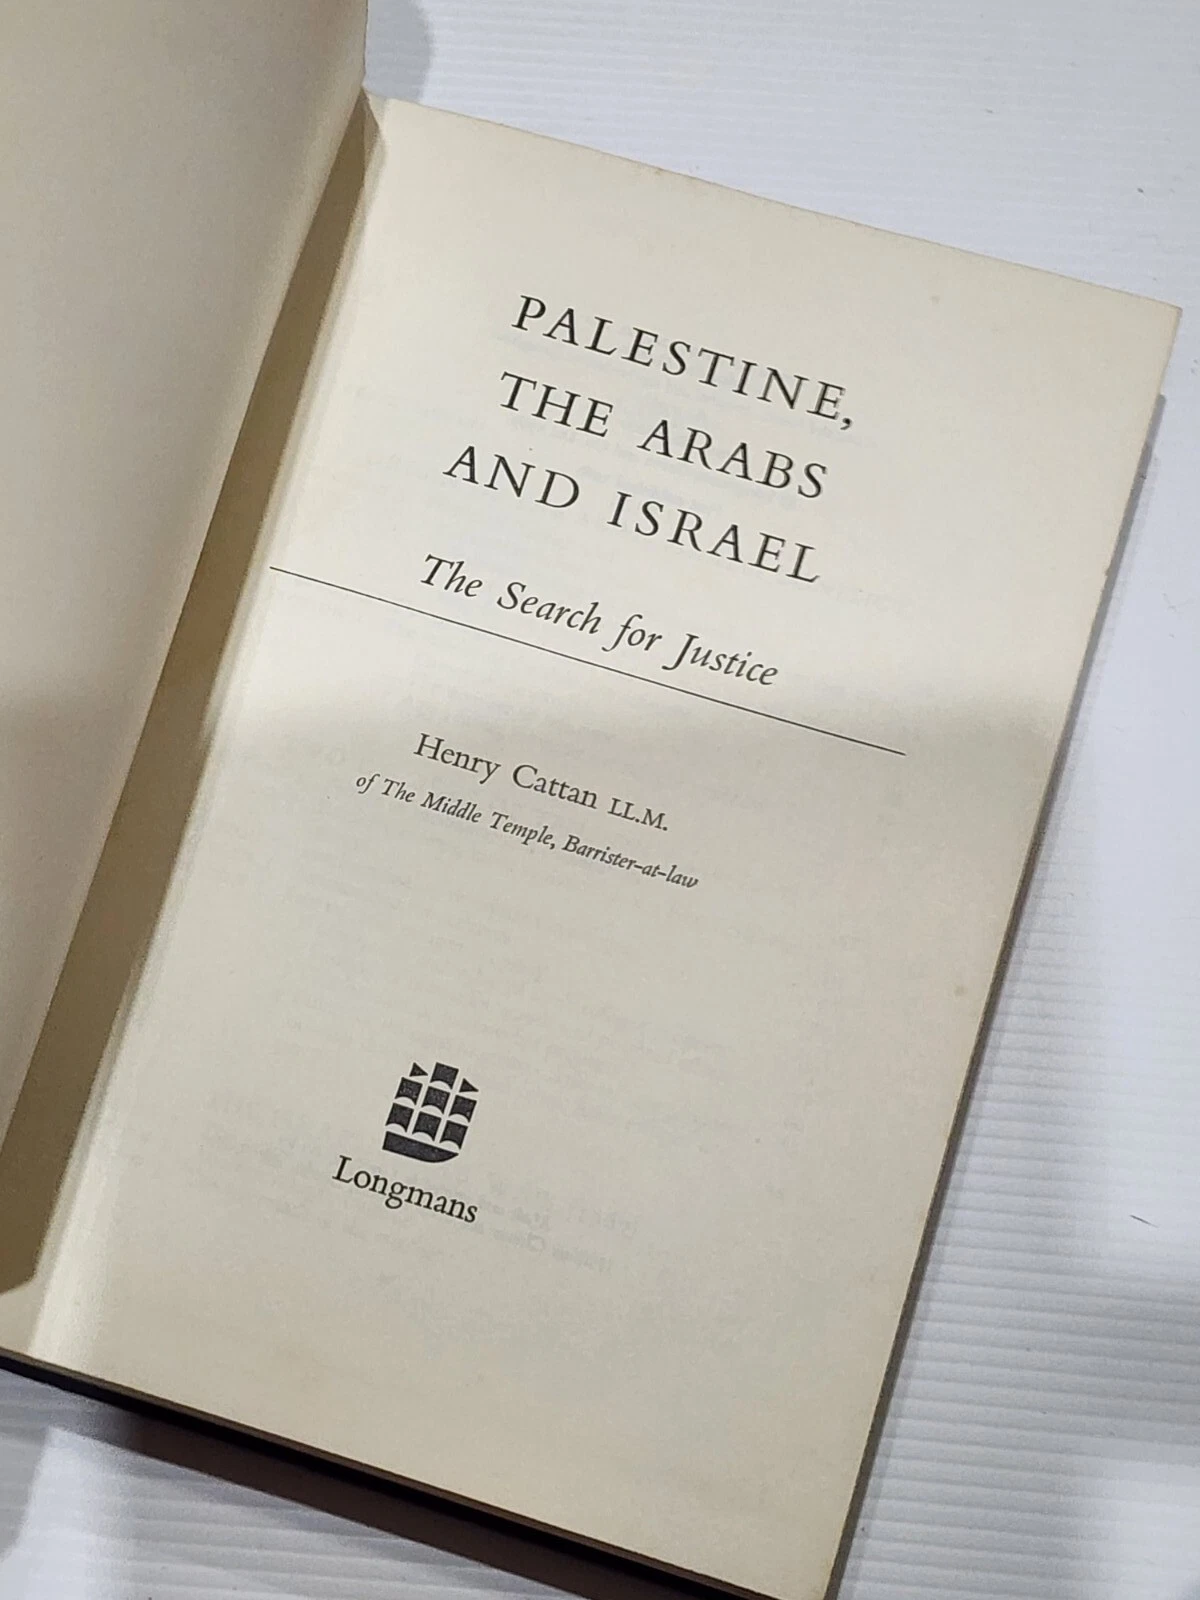 PALESTINE,
THE ARABS
AND ISRAEL
The Search for Justice
Henry Cattan LL.M.
of The Middle Temple, Barrister-at-law
Longmans